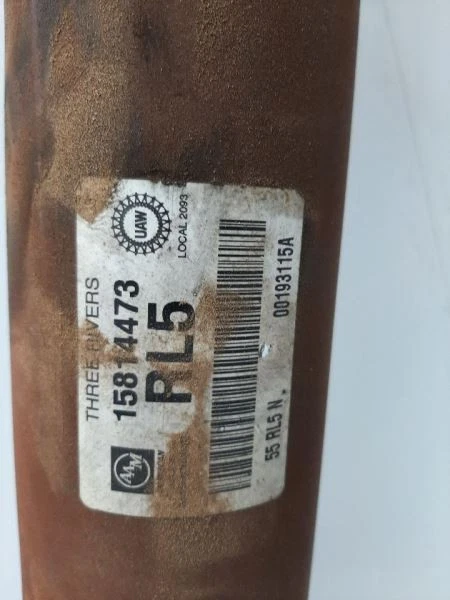 THREE RIVERS
15814473
RL5
UAW
LOCAL 2093
AAM
00193115A
55 RL5 N